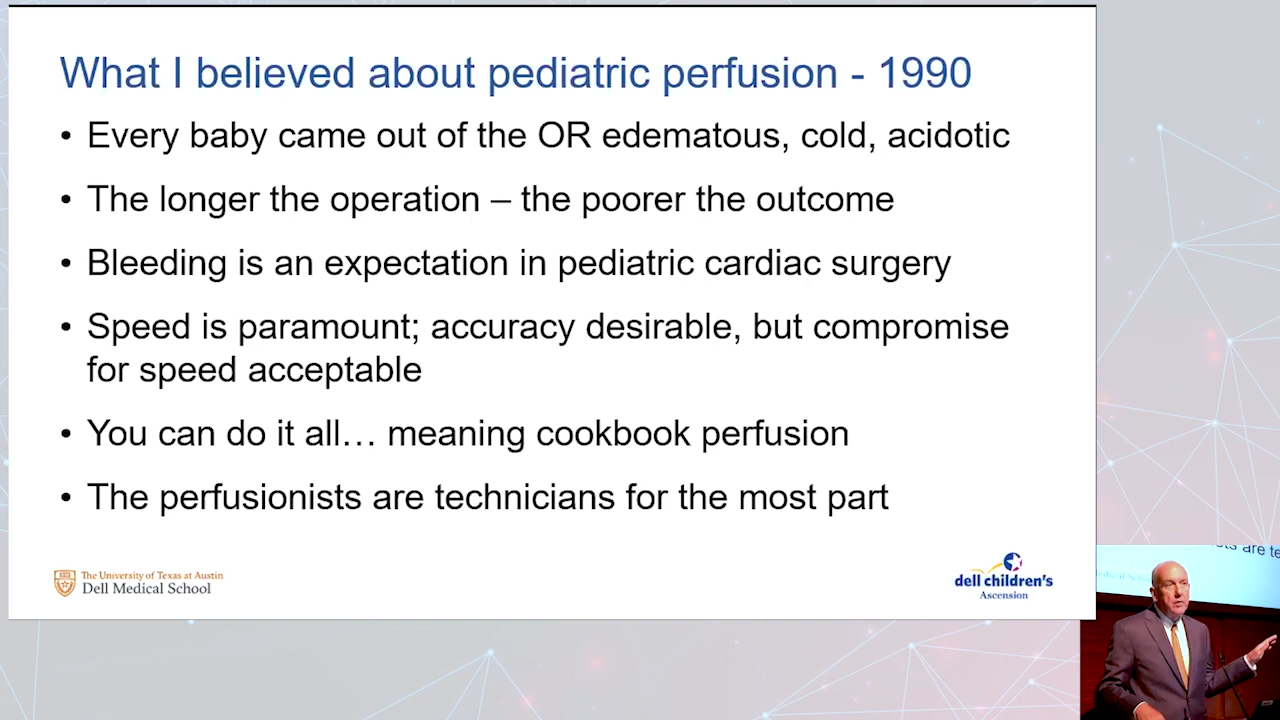 What I believed about pediatric perfusion - 1990
• Every baby came out of the OR edematous, cold, acidotic
• The longer the operation – the poorer the outcome
• Bleeding is an expectation in pediatric cardiac surgery
• Speed is paramount; accuracy desirable, but compromise
for speed acceptable
• You can do it all… meaning cookbook perfusion
• The perfusionists are technicians for the most part
The University of Texas at Austin
Dell Medical School
dell children's
Ascension
are te